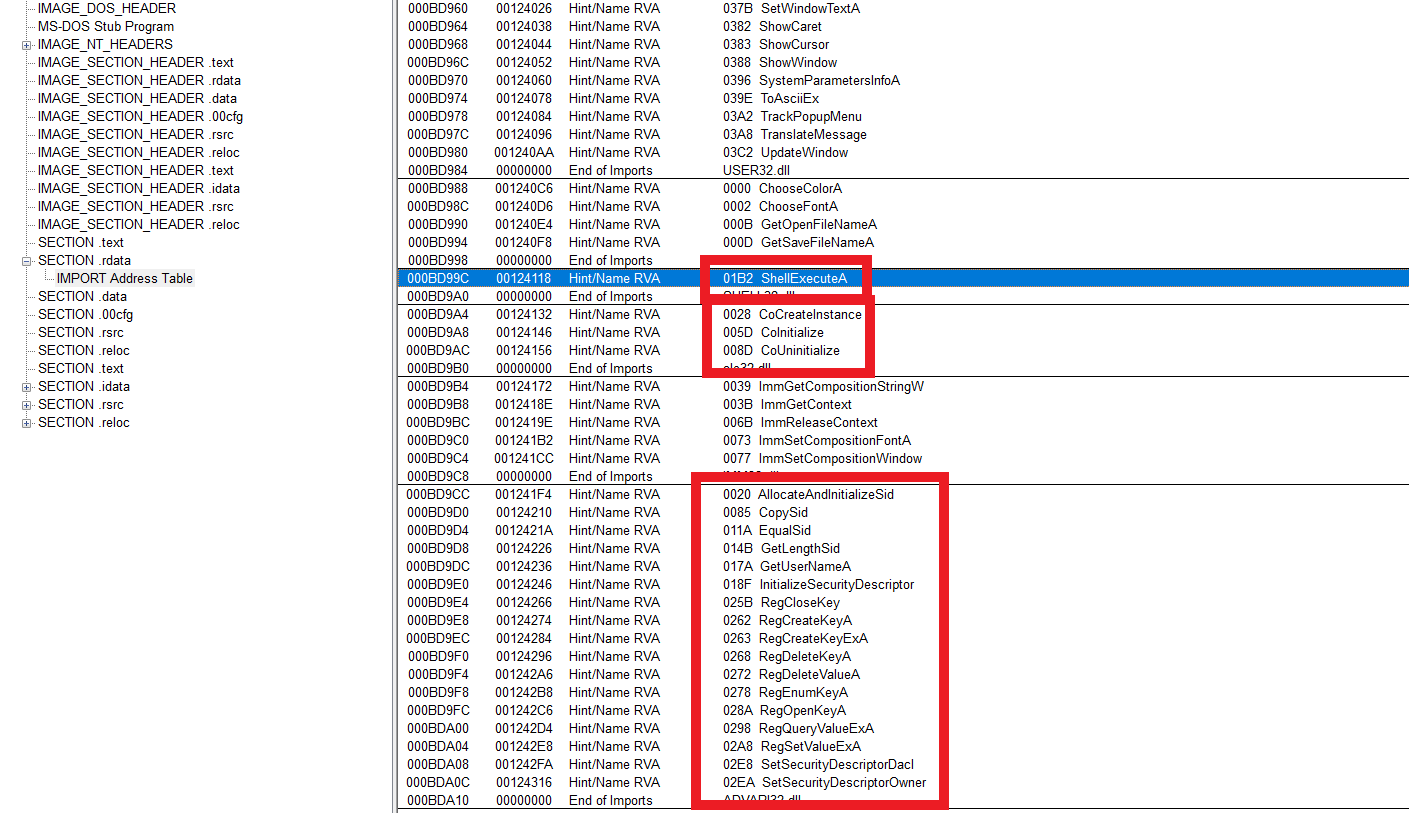 IMAGE_DOS_HEADER
MS-DOS Stub Program
IMAGE_NT_HEADERS
IMAGE_SECTION_HEADER .text
IMAGE_SECTION_HEADER .rdata
IMAGE_SECTION_HEADER .data
IMAGE_SECTION_HEADER .00cfg
IMAGE_SECTION_HEADER .rsrc
IMAGE_SECTION_HEADER .reloc
IMAGE_SECTION_HEADER .text
IMAGE_SECTION_HEADER .idata
IMAGE_SECTION_HEADER .rsrc
IMAGE_SECTION_HEADER .reloc
SECTION .text
SECTION .rdata
IMPORT Address Table
SECTION .data
SECTION .00cfg
SECTION .rsrc
SECTION .reloc
SECTION .text
SECTION .idata
SECTION .rsrc
SECTION .reloc
000BD960 00124026 Hint/Name RVA 037B SetWindowTextA
000BD964 00124038 Hint/Name RVA 0382 ShowCaret
000BD968 00124044 Hint/Name RVA 0383 ShowCursor
000BD96C 00124052 Hint/Name RVA 0388 ShowWindow
000BD970 00124060 Hint/Name RVA 0396 SystemParametersInfoA
000BD974 00124078 Hint/Name RVA 039E ToAsciiEx
000BD978 00124084 Hint/Name RVA 03A2 TrackPopupMenu
000BD97C 00124096 Hint/Name RVA 03A8 TranslateMessage
000BD980 001240AA Hint/Name RVA 03C2 UpdateWindow
000BD984 00000000 End of Imports USER32.dll
000BD988 001240C6 Hint/Name RVA 0000 ChooseColorA
000BD98C 001240D6 Hint/Name RVA 0002 ChooseFontA
000BD990 001240E4 Hint/Name RVA 000B GetOpenFileNameA
000BD994 001240F8 Hint/Name RVA 000D GetSaveFileNameA
000BD998 00000000 End of Imports
000BD99C 00124118 Hint/Name RVA 01B2 ShellExecuteA
000BD9A0 00000000 End of Imports
000BD9A4 00124132 Hint/Name RVA 0028 CoCreateInstance
000BD9A8 00124146 Hint/Name RVA 005D CoInitialize
000BD9AC 00124156 Hint/Name RVA 008D CoUninitialize
000BD9B0 00000000 End of Imports ole32.dll
000BD9B4 00124172 Hint/Name RVA 0039 ImmGetCompositionStringW
000BD9B8 0012418E Hint/Name RVA 003B ImmGetContext
000BD9BC 0012419E Hint/Name RVA 006B ImmReleaseContext
000BD9C0 001241B2 Hint/Name RVA 0073 ImmSetCompositionFontA
000BD9C4 001241CC Hint/Name RVA 0077 ImmSetCompositionWindow
000BD9C8 00000000 End of Imports
000BD9CC 001241F4 Hint/Name RVA 0020 AllocateAndInitializeSid
000BD9D0 00124210 Hint/Name RVA 0085 CopySid
000BD9D4 0012421A Hint/Name RVA 011A EqualSid
000BD9D8 00124226 Hint/Name RVA 014B GetLengthSid
000BD9DC 00124236 Hint/Name RVA 017A GetUserNameA
000BD9E0 00124246 Hint/Name RVA 018F InitializeSecurityDescriptor
000BD9E4 00124266 Hint/Name RVA 025B RegCloseKey
000BD9E8 00124274 Hint/Name RVA 0262 RegCreateKeyA
000BD9EC 00124284 Hint/Name RVA 0263 RegCreateKeyExA
000BD9F0 00124296 Hint/Name RVA 0268 RegDeleteKeyA
000BD9F4 001242A6 Hint/Name RVA 0272 RegDeleteValueA
000BD9F8 001242B8 Hint/Name RVA 0278 RegEnumKeyA
000BD9FC 001242C6 Hint/Name RVA 028A RegOpenKeyA
000BDA00 001242D4 Hint/Name RVA 0298 RegQueryValueExA
000BDA04 001242E8 Hint/Name RVA 02A8 RegSetValueExA
000BDA08 001242FA Hint/Name RVA 02E8 SetSecurityDescriptorDacl
000BDA0C 00124316 Hint/Name RVA 02EA SetSecurityDescriptorOwner
000BDA10 00000000 End of Imports ADVAPI32.dll